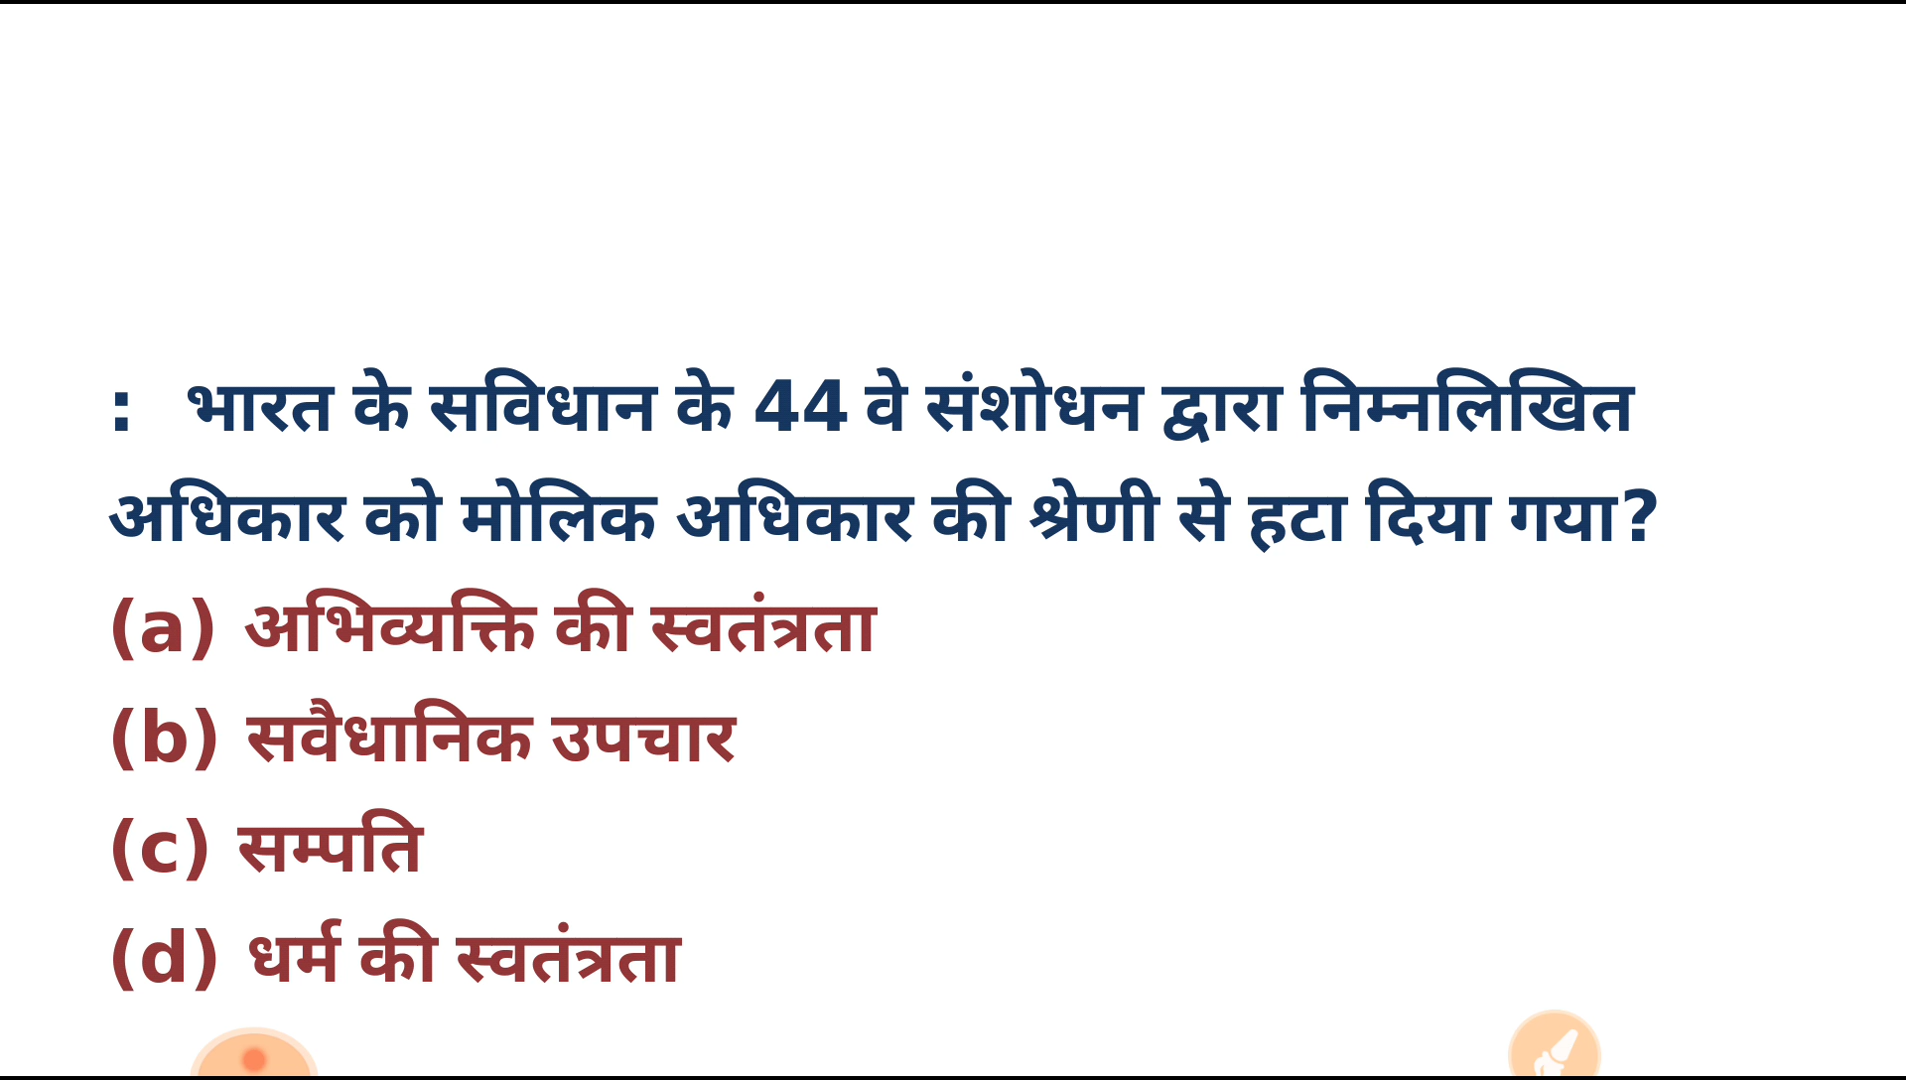 : भारत के सविधान के 44 वे संशोधन द्वारा निम्नलिखित
अधिकार को मोलिक अधिकार की श्रेणी से हटा दिया गया?
(a) अभिव्यक्ति की स्वतंत्रता
(b) सवैधानिक उपचार
(c) सम्पति
(d) धर्म की स्वतंत्रता